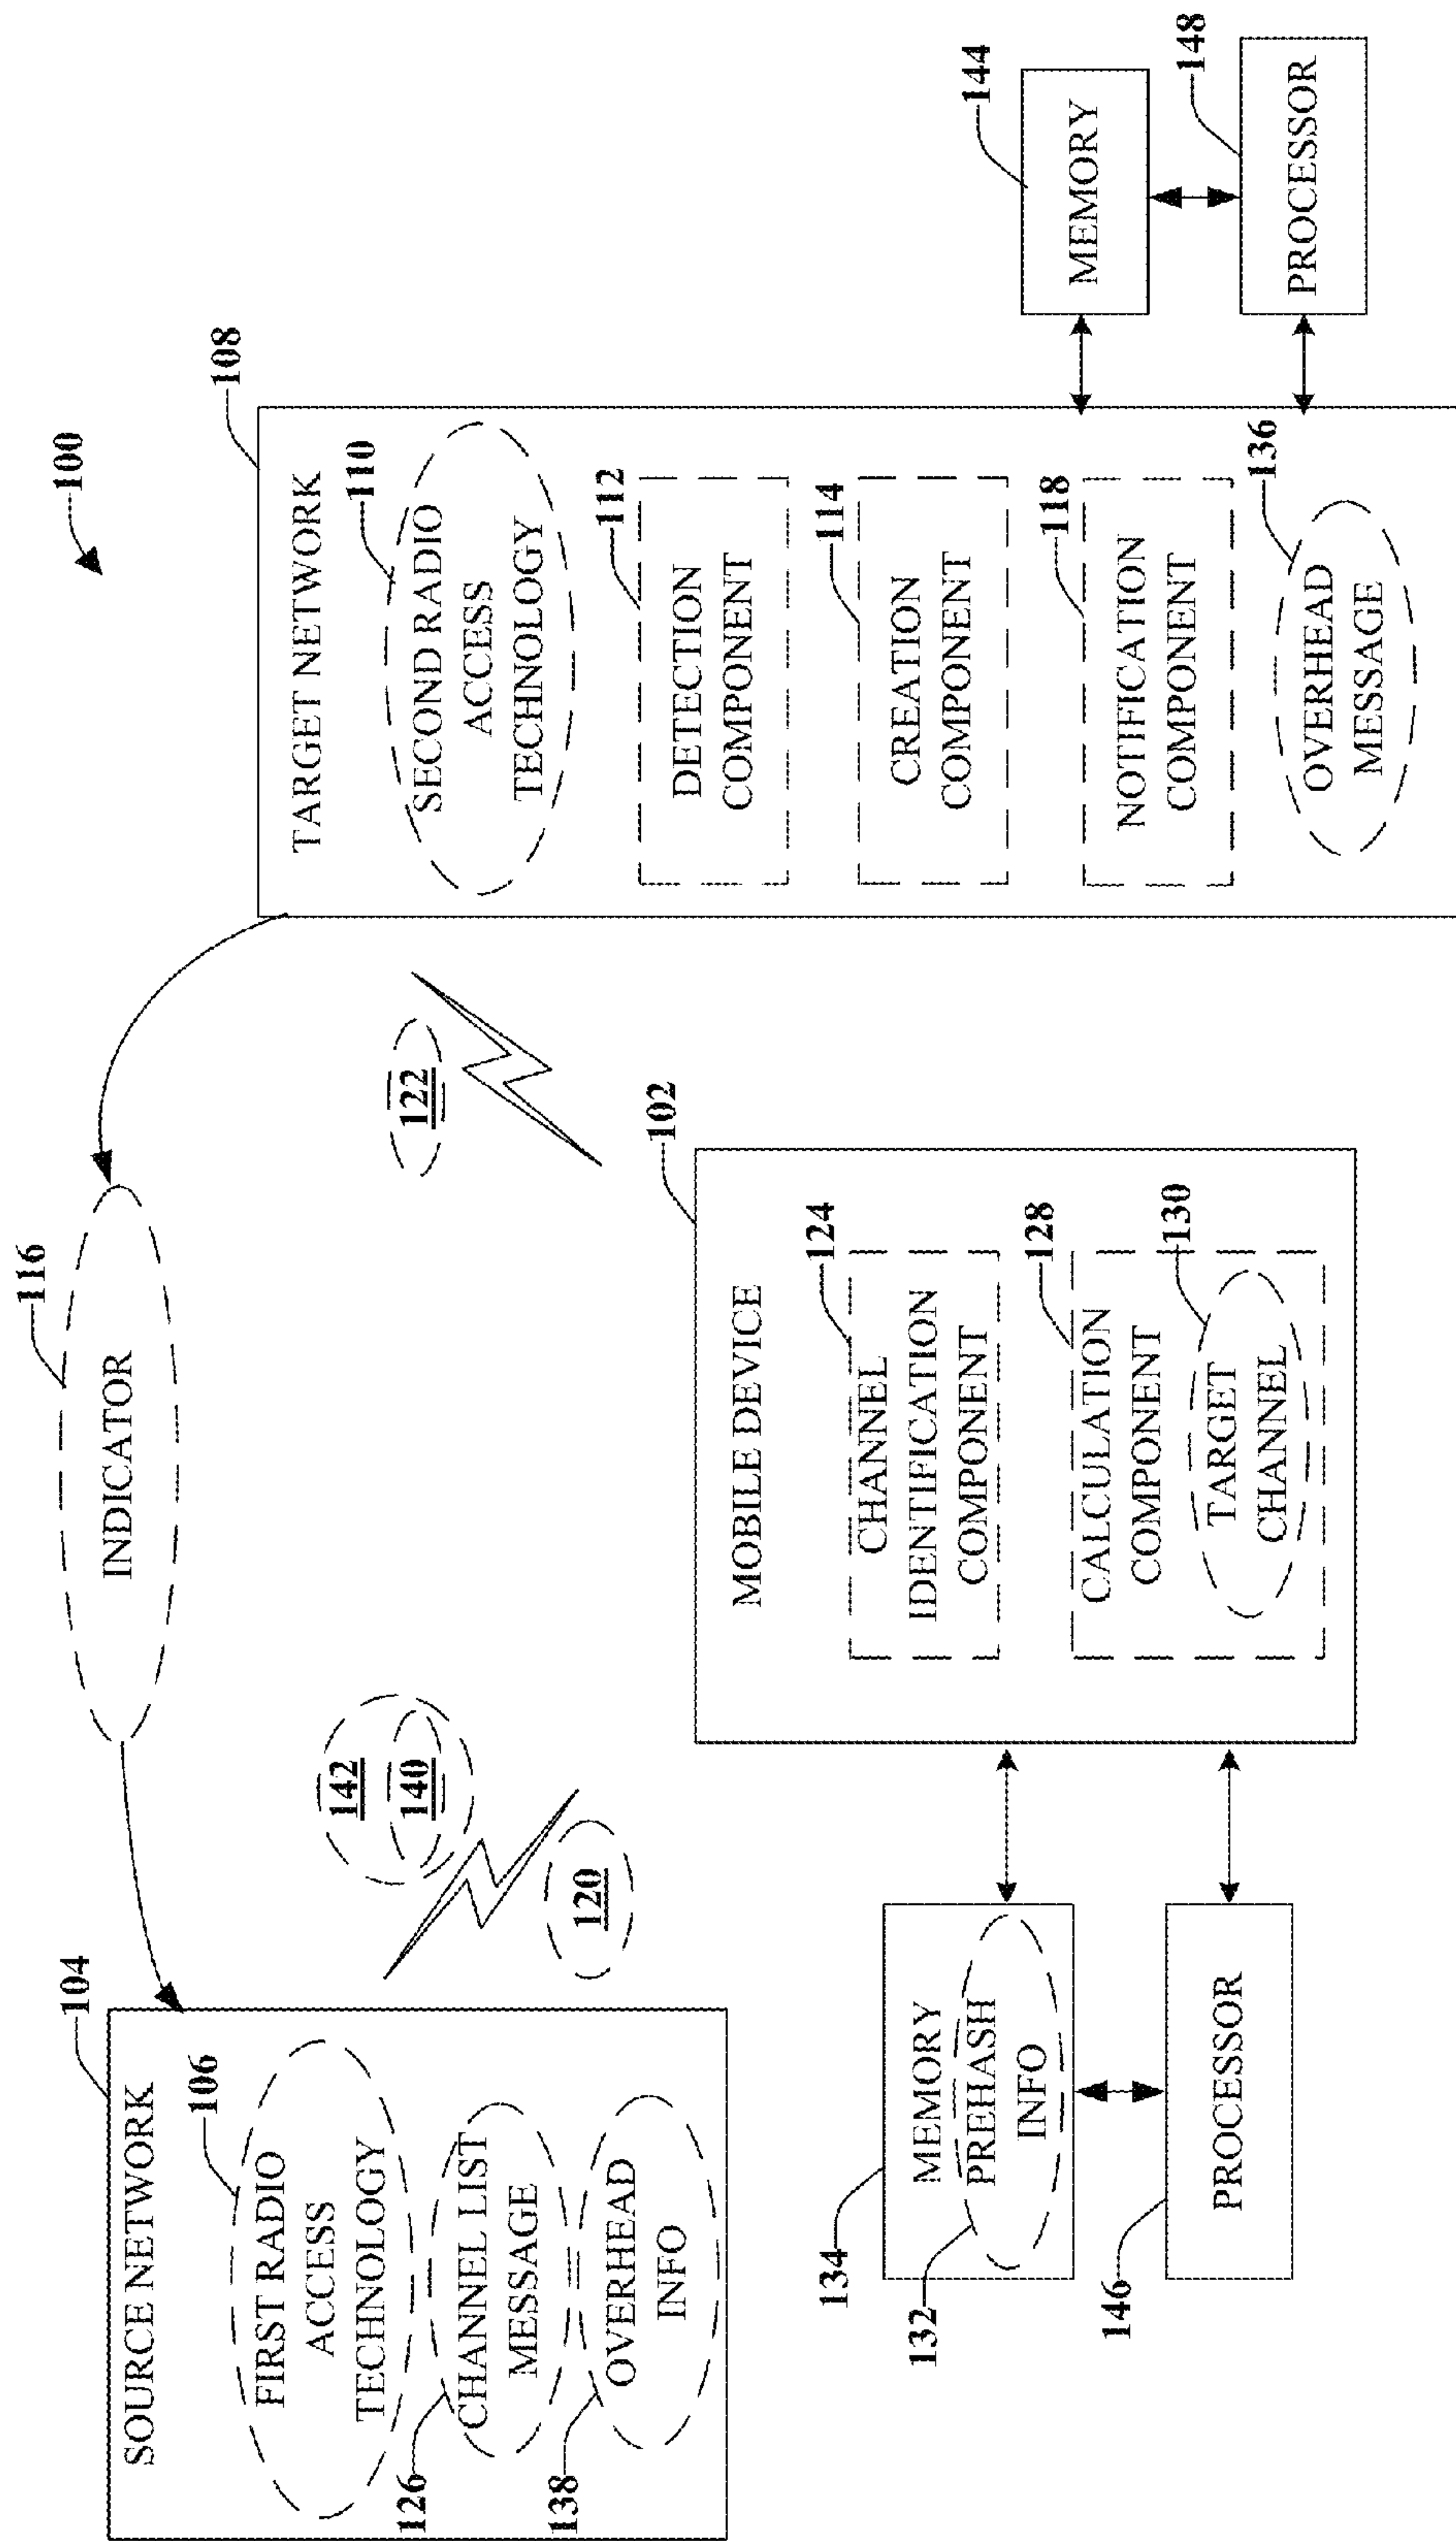 100
116
INDICATOR
104
SOURCE NETWORK
106
FIRST RADIO
ACCESS
TECHNOLOGY
126
CHANNEL LIST
MESSAGE
138
OVERHEAD
INFO
142
140
120
122
108
TARGET NETWORK
110
SECOND RADIO
ACCESS
TECHNOLOGY
112
DETECTION
COMPONENT
114
CREATION
COMPONENT
118
NOTIFICATION
COMPONENT
136
OVERHEAD
MESSAGE
102
MOBILE DEVICE
124
CHANNEL
IDENTIFICATION
COMPONENT
128
CALCULATION
COMPONENT
130
TARGET
CHANNEL
134
MEMORY
132
PREHASH
INFO
146
PROCESSOR
144
MEMORY
148
PROCESSOR